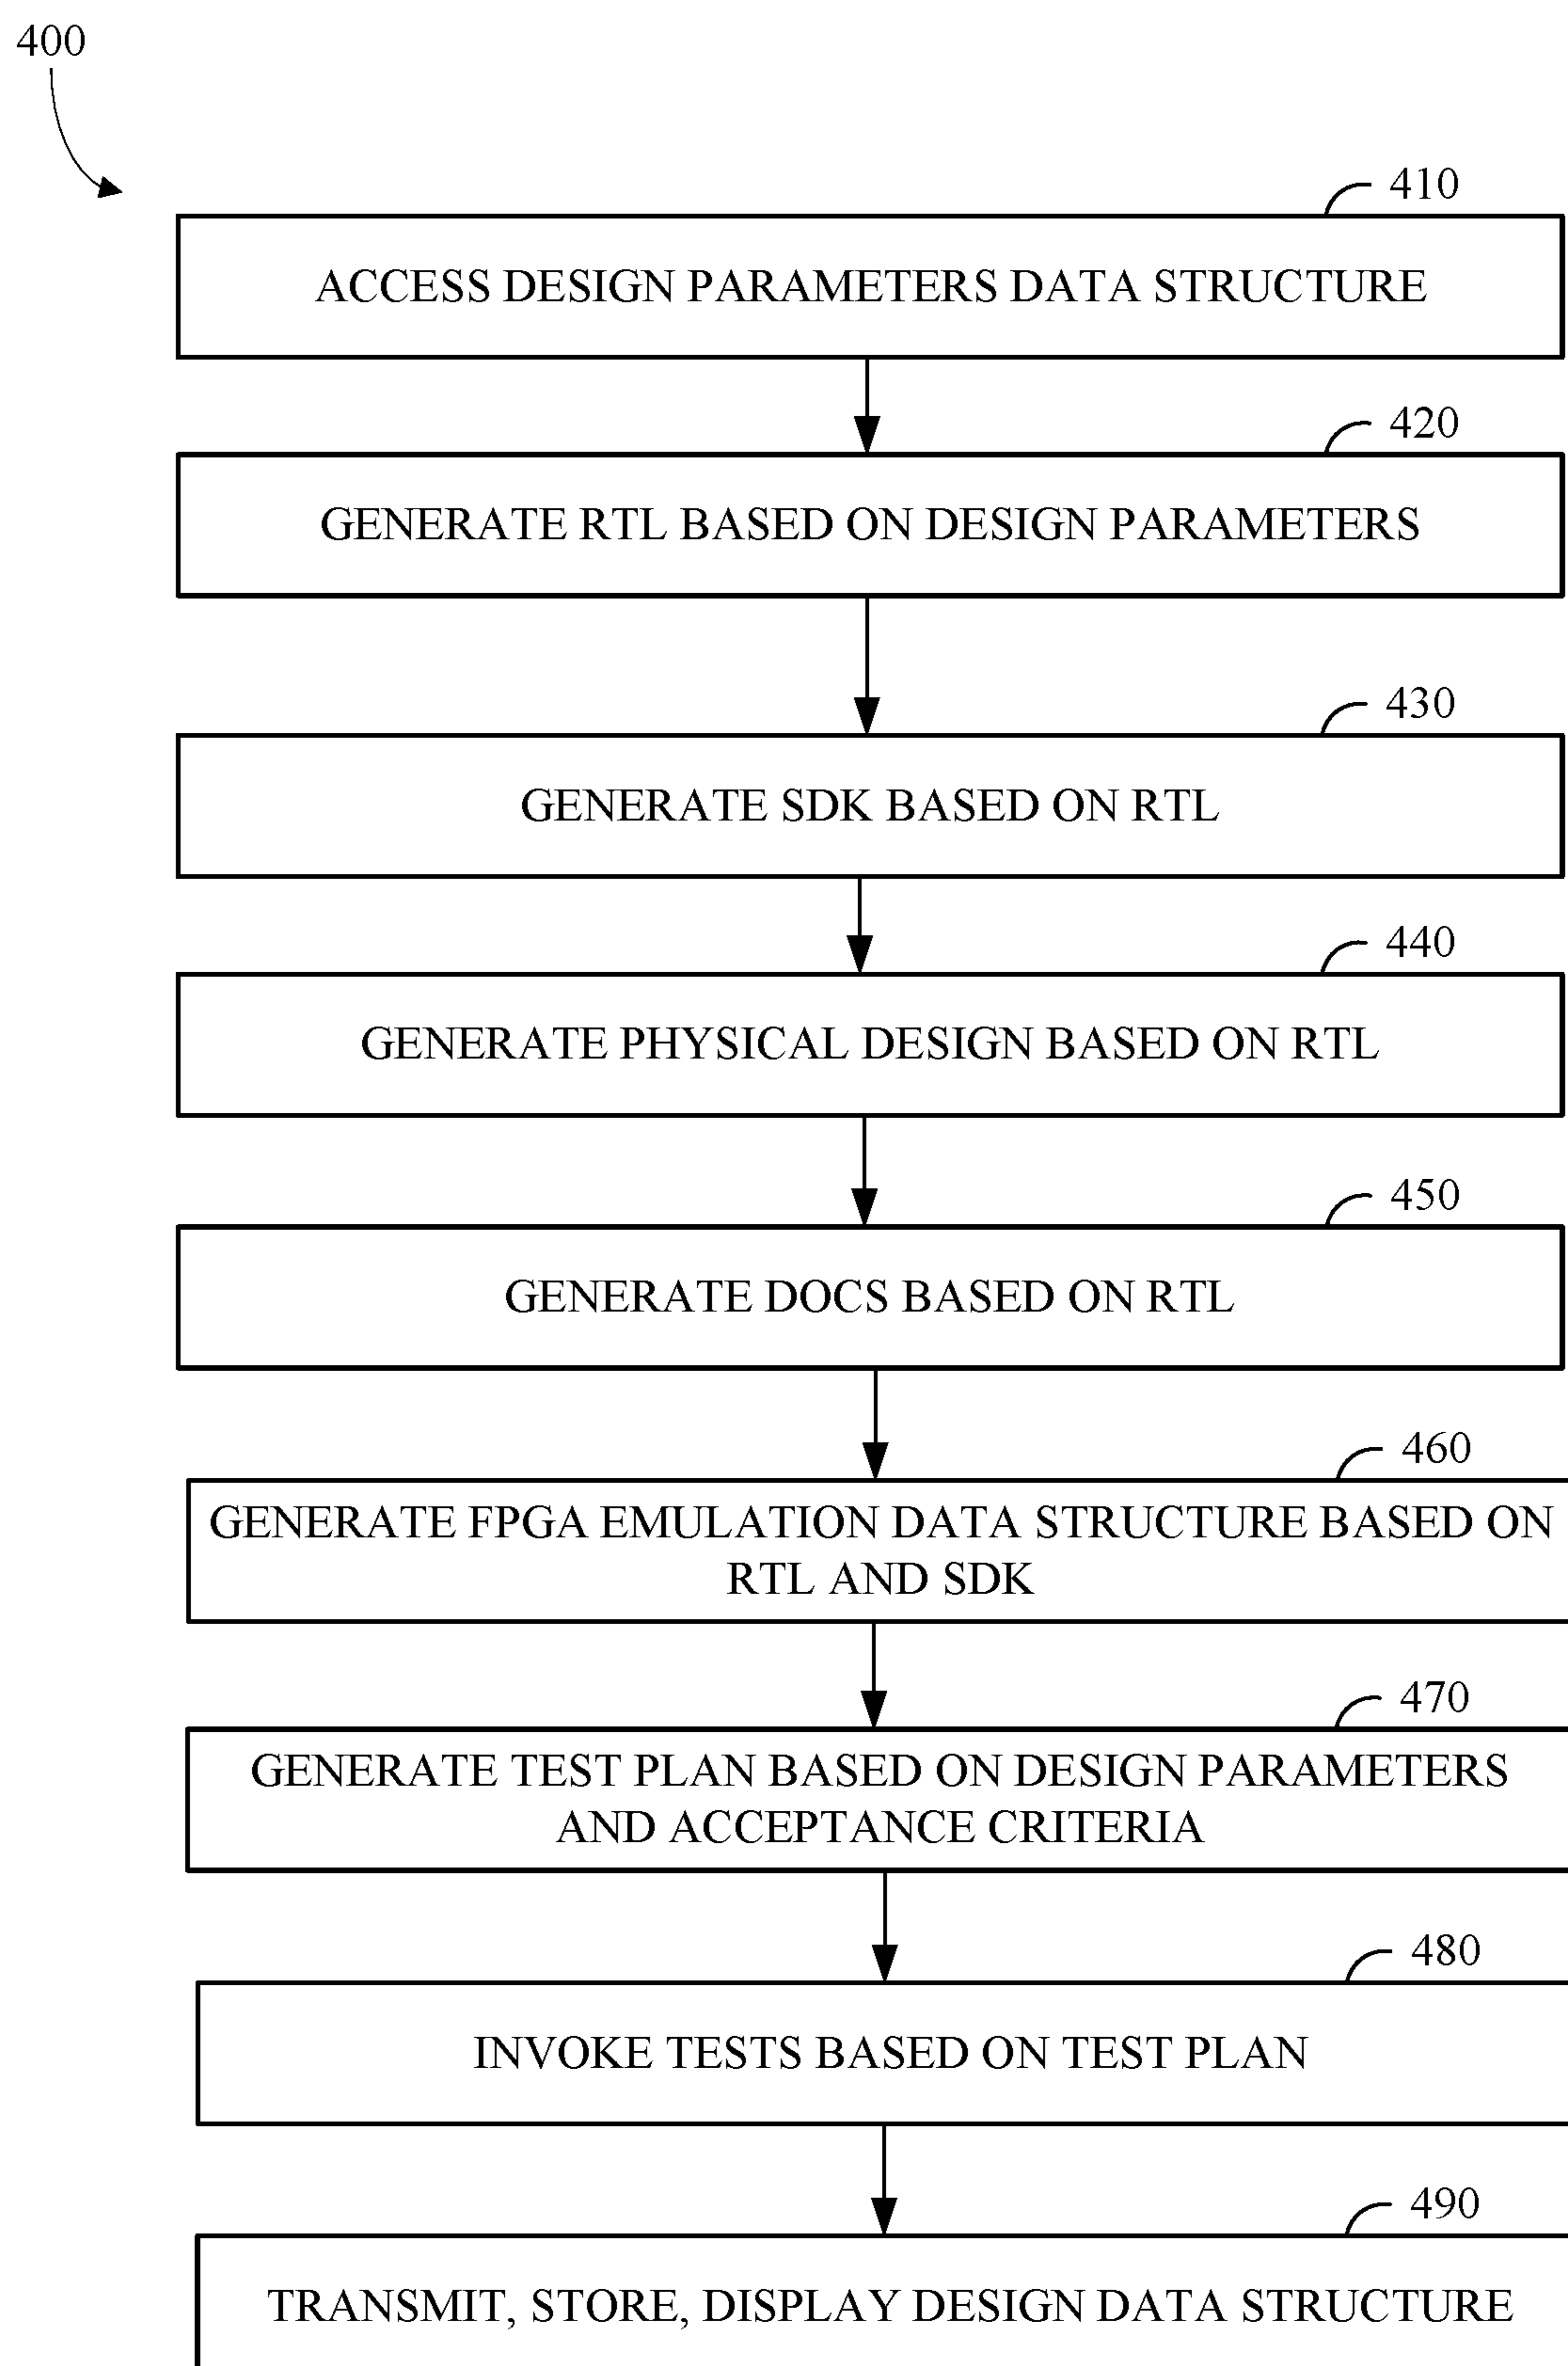 400
410
ACCESS DESIGN PARAMETERS DATA STRUCTURE
420
GENERATE RTL BASED ON DESIGN PARAMETERS
430
GENERATE SDK BASED ON RTL
440
GENERATE PHYSICAL DESIGN BASED ON RTL
450
GENERATE DOCS BASED ON RTL
460
GENERATE FPGA EMULATION DATA STRUCTURE BASED ON
RTL AND SDK
470
GENERATE TEST PLAN BASED ON DESIGN PARAMETERS
AND ACCEPTANCE CRITERIA
480
INVOKE TESTS BASED ON TEST PLAN
490
TRANSMIT, STORE, DISPLAY DESIGN DATA STRUCTURE